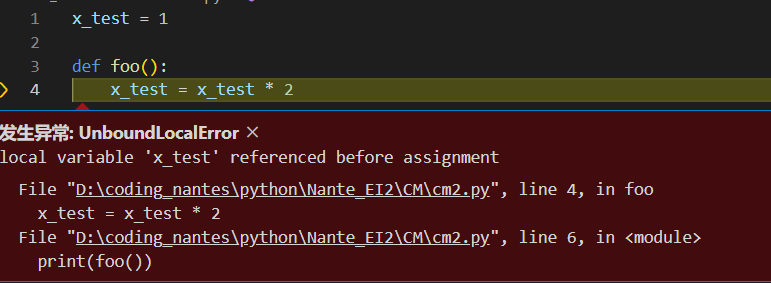 1 x_test = 1
2
3 def foo():
4 x_test = x_test * 2
发生异常: UnboundLocalError ×
local variable 'x_test' referenced before assignment
File "D:\coding_nantes\python\Nante_EI2\CM\cm2.py", line 4, in foo
x_test = x_test * 2
File "D:\coding_nantes\python\Nante_EI2\CM\cm2.py", line 6, in <module>
print(foo())